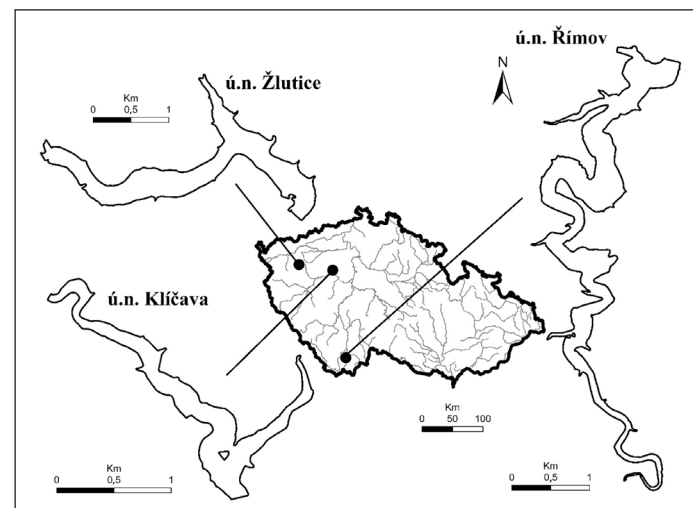 ú.n. Římov
N
ú.n. Žlutice
Km
0 0,5 1
ú.n. Klíčava
Km
0 50 100
Km
0 0,5 1
Km
0 0,5 1